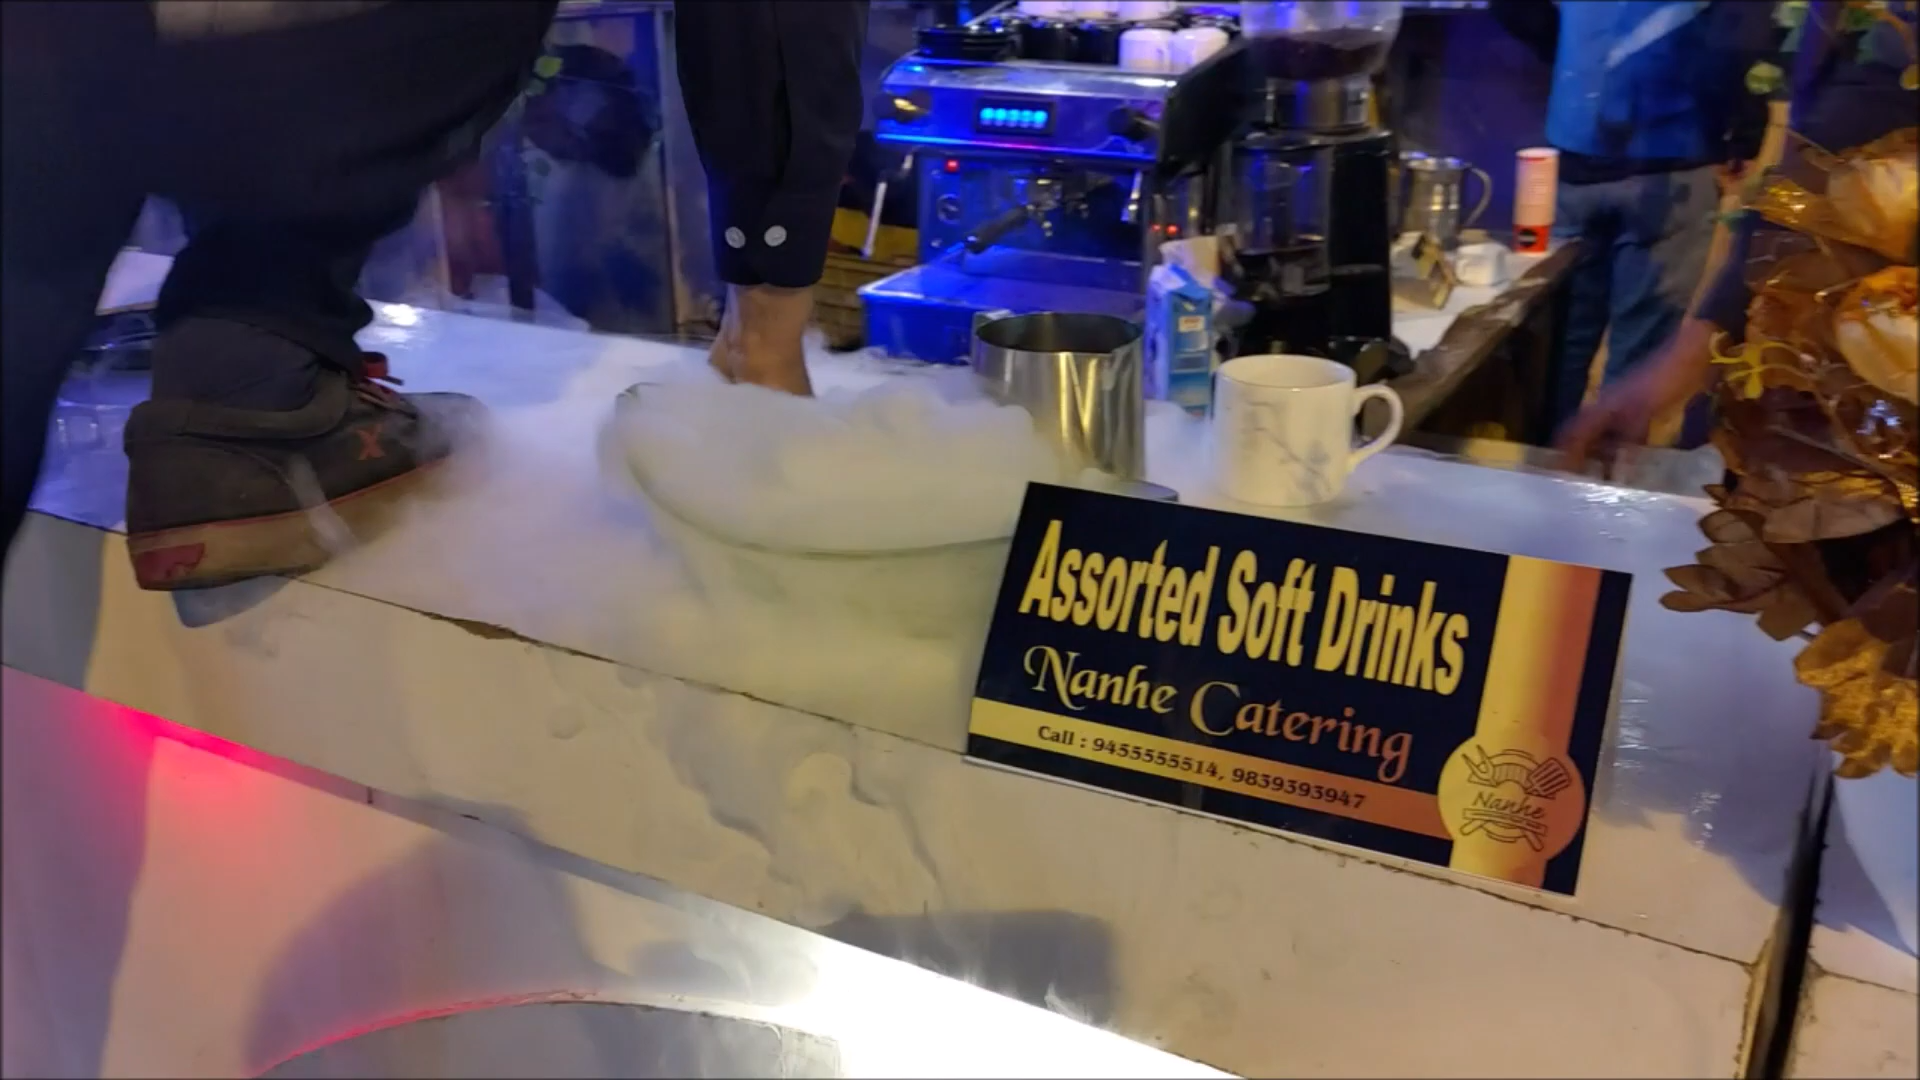 Assorted Soft Drinks
Nanhe Catering
Call : 9455555514, 9839393947
Nanhe
X